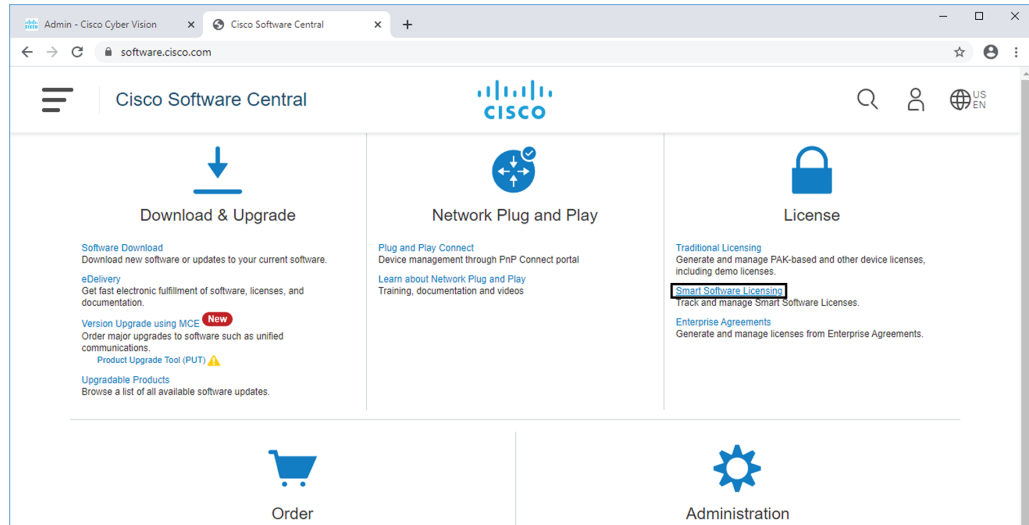 Admin - Cisco Cyber Vision
Cisco Software Central
software.cisco.com
Cisco Software Central
CISCO
US
EN
Download & Upgrade
Software Download
Download new software or updates to your current software.
eDelivery
Get fast electronic fulfillment of software, licenses, and
documentation.
Version Upgrade using MCE New
Order major upgrades to software such as unified
communications.
Product Upgrade Tool (PUT)
Upgradable Products
Browse a list of all available software updates.
Network Plug and Play
Plug and Play Connect
Device management through PnP Connect portal
Learn about Network Plug and Play
Training, documentation and videos
License
Traditional Licensing
Generate and manage PAK-based and other device licenses,
including demo licenses.
Smart Software Licensing
Track and manage Smart Software Licenses.
Enterprise Agreements
Generate and manage licenses from Enterprise Agreements.
Order
Administration